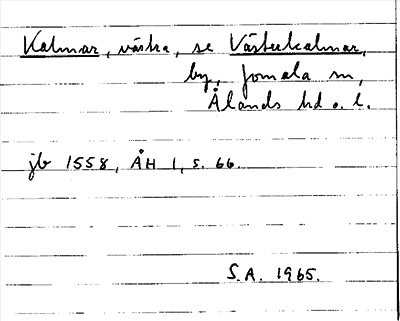 Kalmar, västra, se Västerkalmar,
by, Jomala sn,
Ålands hd o. l.
jb 1558, ÅH 1, s. 66.
S.A. 1965.